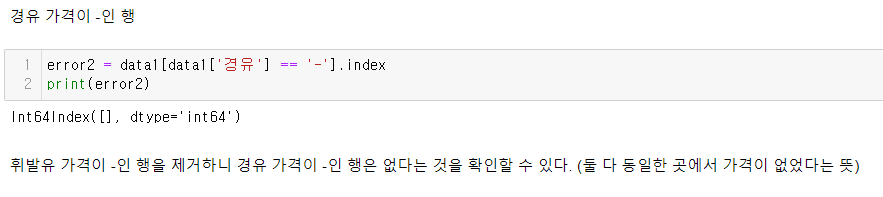 경유 가격이 -인 행
1 error2 = data1[data1['경유'] == '-'].index
2 print(error2)
Int64Index([], dtype='int64')
휘발유 가격이 -인 행을 제거하니 경유 가격이 -인 행은 없다는 것을 확인할 수 있다. (둘 다 동일한 곳에서 가격이 없었다는 뜻)